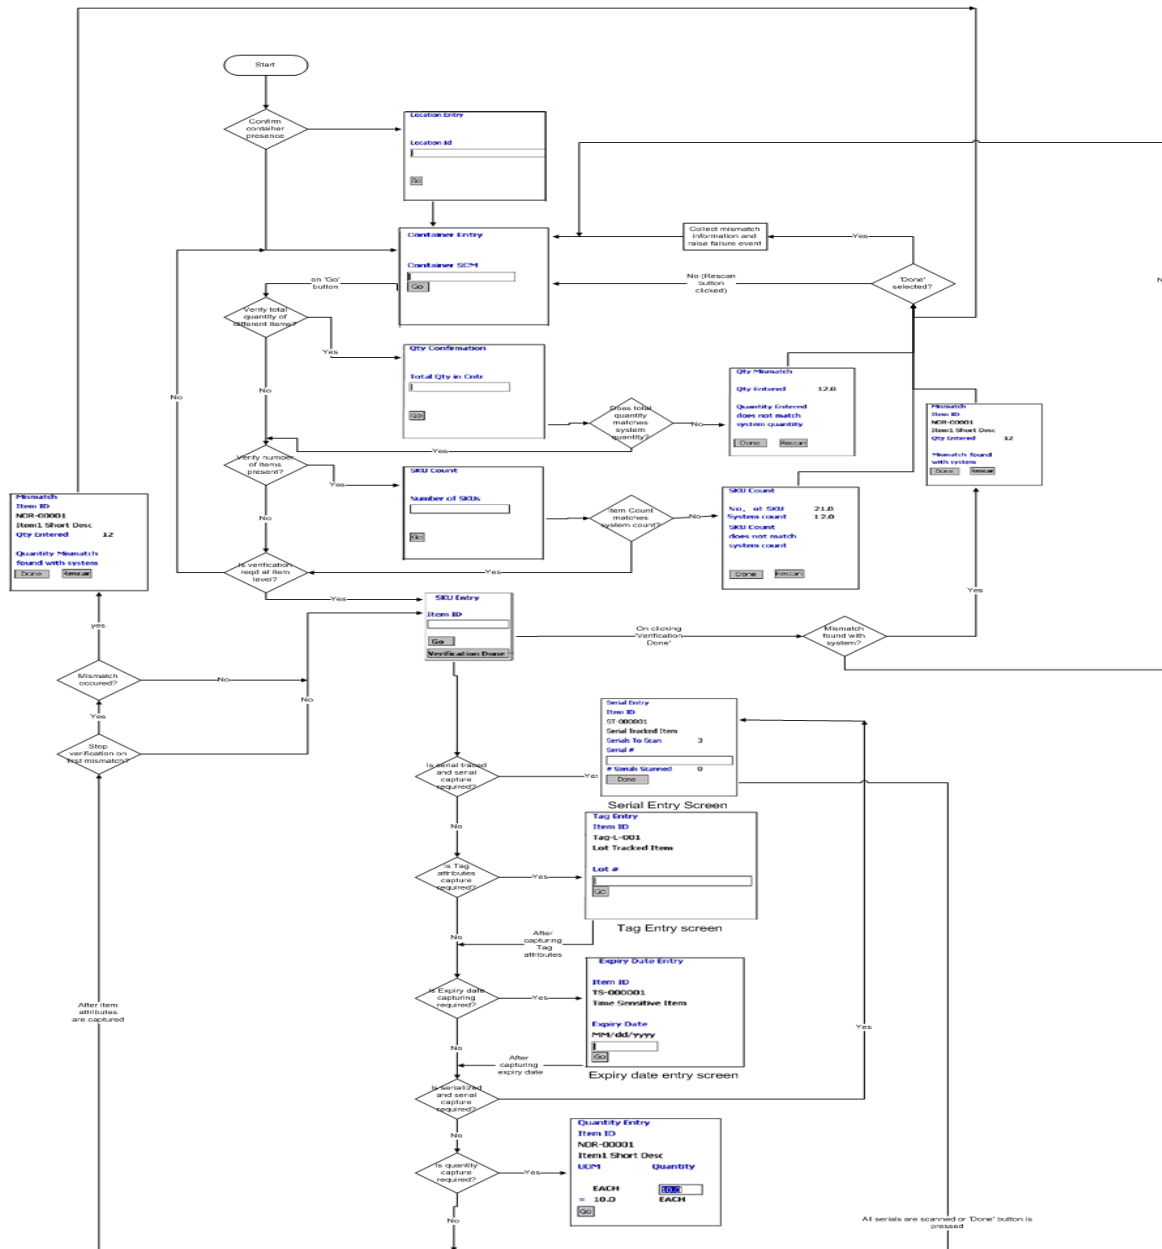 Start
Confirm
container
presence
Location Entry
Location Id
Go
Container Entry
Container SCM
Go
Collect mismatch
information and
raise failure event
Yes
'Done'
selected?
No (Rescan
button
clicked)
N
on 'Go'
button
Verify total
quantity of
different items?
Yes
No
No
Qty Confirmation
Total Qty in Cntr
Go
Does total
quantity
matches
system
quantity?
No
Yes
Qty Mismatch
Qty Entered 12.0
Quantity Entered
does not match
system quantity
Done Rescan
Mismatch
Item ID
NOR-00001
Item1 Short Desc
Qty Entered 12
Mismatch found
with system
Done Rescan
Verify number
of items
present?
Yes
No
SKU Count
Number of SKUs
Go
Item Count
matches
system count?
No
Yes
SKU Count
No. of SKU 21.0
System count 12.0
SKU Count
does not match
system count
Done Rescan
Mismatch
Item ID
NOR-00001
Item1 Short Desc
Qty Entered 12
Quantity Mismatch
found with system
Done Rescan
Is verification
reqd at item
level?
Yes
SKU Entry
Item ID
Go
Verification Done
On clicking
'Verification
Done'
Mismatch
found with
system?
Yes
yes
Mismatch
occured?
No
Yes
No
Stop
verification on
first mismatch?
Serial Entry
Item ID
ST-000001
Serial Tracked Item
Serials To Scan 3
Serial #
# Serials Scanned 0
Done
Serial Entry Screen
Is serial traced
and serial
capture
required?
Yes
No
Tag Entry
Item ID
Tag-L-001
Lot Tracked Item
Lot #
Go
Tag Entry screen
Is Tag
attributes
capture
required?
Yes
No
After
capturing
Tag
attributes
Expiry Date Entry
Item ID
TS-000001
Time Sensitive Item
Expiry Date
MM/dd/yyyy
Go
Expiry date entry screen
Is Expiry date
capturing
required?
Yes
No
After
capturing
expiry date
After item
attributes
are captured
Yes
Is serialized
and serial
capture
required?
No
Quantity Entry
Item ID
NOR-00001
Item1 Short Desc
UOM Quantity
EACH 10.0
= 10.0 EACH
Go
Is quantity
capture
required?
Yes
No
All serials are scanned or 'Done' button is
pressed